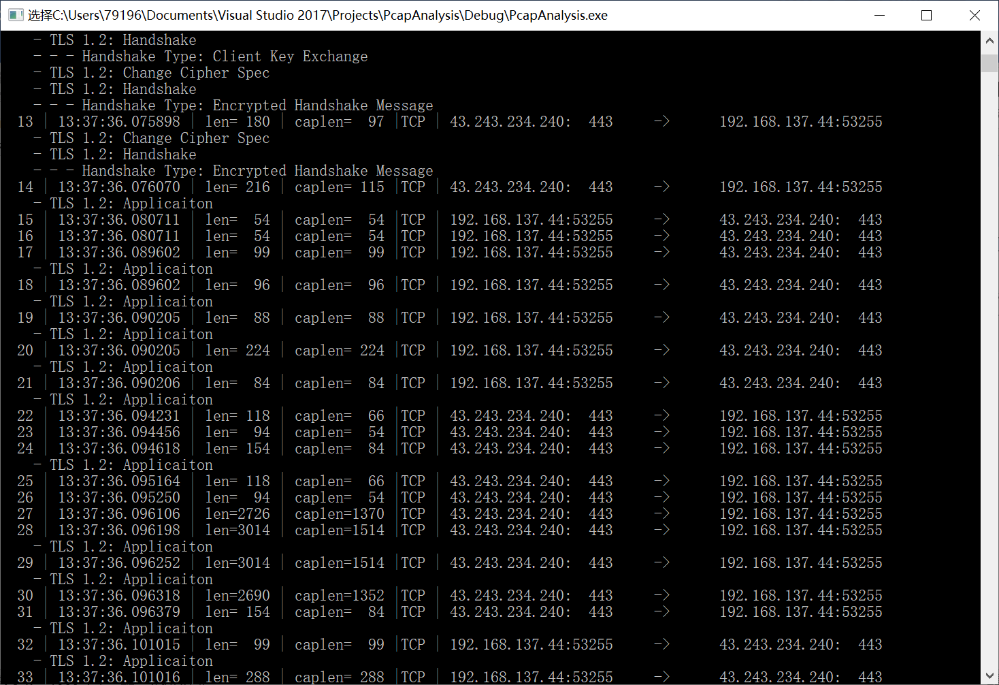 选择C:\Users\79196\Documents\Visual Studio 2017\Projects\PcapAnalysis\Debug\PcapAnalysis.exe
- TLS 1.2: Handshake
- - - Handshake Type: Client Key Exchange
- TLS 1.2: Change Cipher Spec
- TLS 1.2: Handshake
- - - Handshake Type: Encrypted Handshake Message
13 | 13:37:36.075898 | len= 180 | caplen=  97 |TCP | 43.243.234.240:  443     ->      192.168.137.44:53255
- TLS 1.2: Change Cipher Spec
- TLS 1.2: Handshake
- - - Handshake Type: Encrypted Handshake Message
14 | 13:37:36.076070 | len= 216 | caplen= 115 |TCP | 43.243.234.240:  443     ->      192.168.137.44:53255
- TLS 1.2: Applicaiton
15 | 13:37:36.080711 | len=  54 | caplen=  54 |TCP | 192.168.137.44:53255     ->      43.243.234.240:  443
16 | 13:37:36.080711 | len=  54 | caplen=  54 |TCP | 192.168.137.44:53255     ->      43.243.234.240:  443
17 | 13:37:36.089602 | len=  99 | caplen=  99 |TCP | 192.168.137.44:53255     ->      43.243.234.240:  443
- TLS 1.2: Applicaiton
18 | 13:37:36.089602 | len=  96 | caplen=  96 |TCP | 192.168.137.44:53255     ->      43.243.234.240:  443
- TLS 1.2: Applicaiton
19 | 13:37:36.090205 | len=  88 | caplen=  88 |TCP | 192.168.137.44:53255     ->      43.243.234.240:  443
- TLS 1.2: Applicaiton
20 | 13:37:36.090205 | len= 224 | caplen= 224 |TCP | 192.168.137.44:53255     ->      43.243.234.240:  443
- TLS 1.2: Applicaiton
21 | 13:37:36.090206 | len=  84 | caplen=  84 |TCP | 192.168.137.44:53255     ->      43.243.234.240:  443
- TLS 1.2: Applicaiton
22 | 13:37:36.094231 | len= 118 | caplen=  66 |TCP | 43.243.234.240:  443     ->      192.168.137.44:53255
23 | 13:37:36.094456 | len=  94 | caplen=  54 |TCP | 43.243.234.240:  443     ->      192.168.137.44:53255
24 | 13:37:36.094618 | len= 154 | caplen=  84 |TCP | 43.243.234.240:  443     ->      192.168.137.44:53255
- TLS 1.2: Applicaiton
25 | 13:37:36.095164 | len= 118 | caplen=  66 |TCP | 43.243.234.240:  443     ->      192.168.137.44:53255
26 | 13:37:36.095250 | len=  94 | caplen=  54 |TCP | 43.243.234.240:  443     ->      192.168.137.44:53255
27 | 13:37:36.096106 | len=2726 | caplen=1370 |TCP | 43.243.234.240:  443     ->      192.168.137.44:53255
28 | 13:37:36.096198 | len=3014 | caplen=1514 |TCP | 43.243.234.240:  443     ->      192.168.137.44:53255
- TLS 1.2: Applicaiton
29 | 13:37:36.096252 | len=3014 | caplen=1514 |TCP | 43.243.234.240:  443     ->      192.168.137.44:53255
- TLS 1.2: Applicaiton
30 | 13:37:36.096318 | len=2690 | caplen=1352 |TCP | 43.243.234.240:  443     ->      192.168.137.44:53255
31 | 13:37:36.096379 | len= 154 | caplen=  84 |TCP | 43.243.234.240:  443     ->      192.168.137.44:53255
- TLS 1.2: Applicaiton
32 | 13:37:36.101015 | len=  99 | caplen=  99 |TCP | 192.168.137.44:53255     ->      43.243.234.240:  443
- TLS 1.2: Applicaiton
33 | 13:37:36.101016 | len= 288 | caplen= 288 |TCP | 192.168.137.44:53255     ->      43.243.234.240:  443